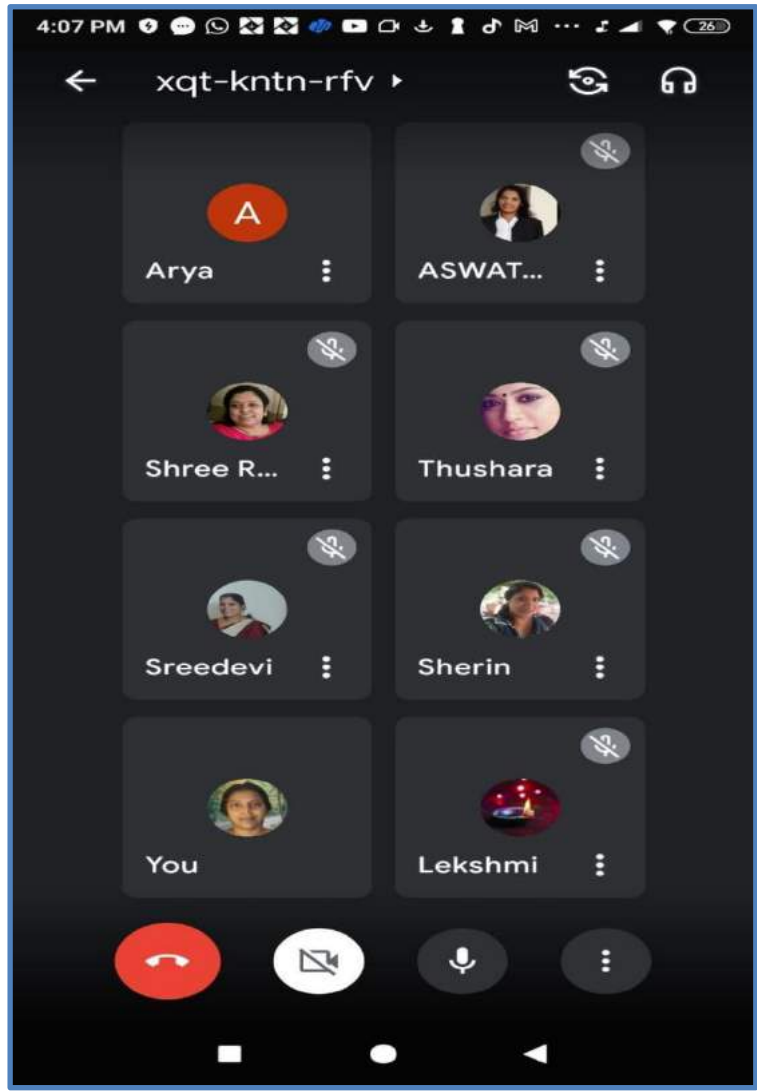 4:07 PM 26
xqt-kntn-rfv
A
Arya ASWAT...
Shree R... Thushara
Sreedevi Sherin
You Lekshmi